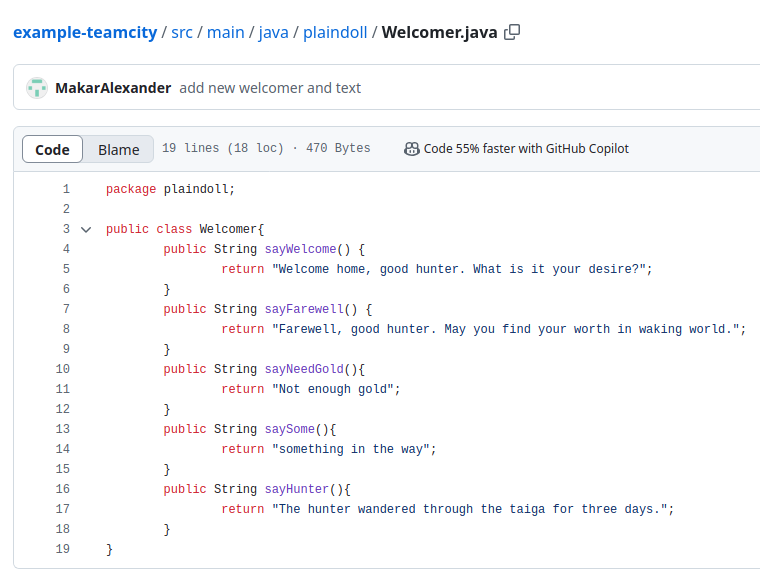 example-teamcity / src / main / java / plaindoll / Welcomer.java
MakarAlexander add new welcomer and text
Code Blame 19 lines (18 loc) · 470 Bytes Code 55% faster with GitHub Copilot
1 package plaindoll;
2
3 public class Welcomer{
4 public String sayWelcome() {
5 return "Welcome home, good hunter. What is it your desire?";
6 }
7 public String sayFarewell() {
8 return "Farewell, good hunter. May you find your worth in waking world.";
9 }
10 public String sayNeedGold(){
11 return "Not enough gold";
12 }
13 public String saySome(){
14 return "something in the way";
15 }
16 public String sayHunter(){
17 return "The hunter wandered through the taiga for three days.";
18 }
19 }